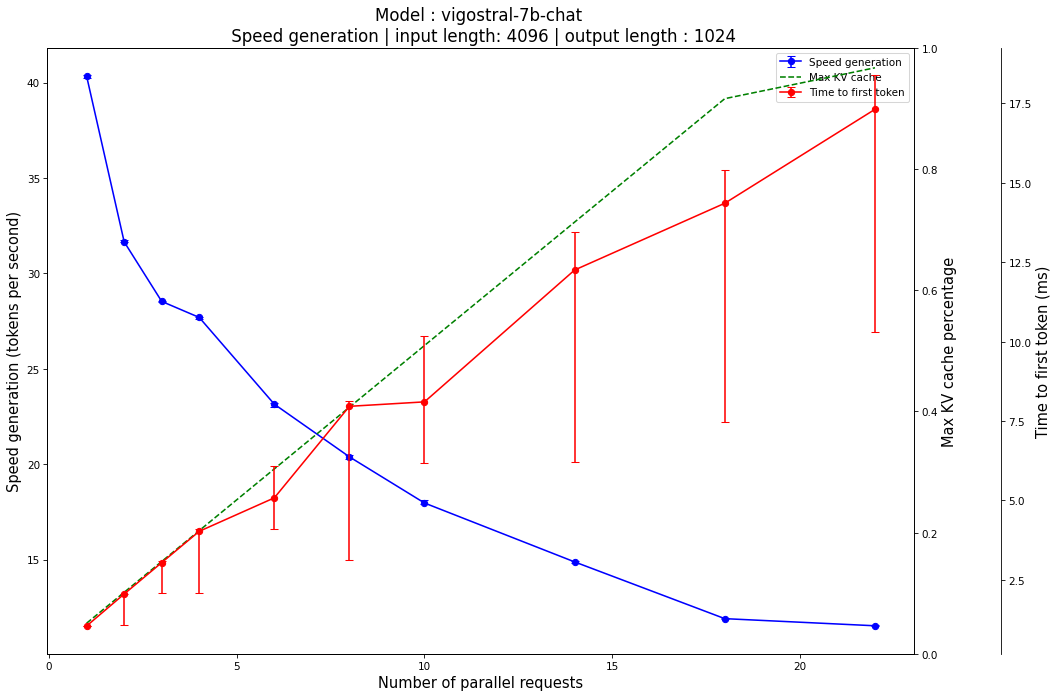 Model : vigostral-7b-chat
Speed generation | input length: 4096 | output length : 1024
Speed generation
Max KV cache
Time to first token
Speed generation (tokens per second)
40
35
30
25
20
15
0
5
10
15
20
Number of parallel requests
1.0
0.8
0.6
0.4
0.2
0.0
Max KV cache percentage
17.5
15.0
12.5
10.0
7.5
5.0
2.5
Time to first token (ms)